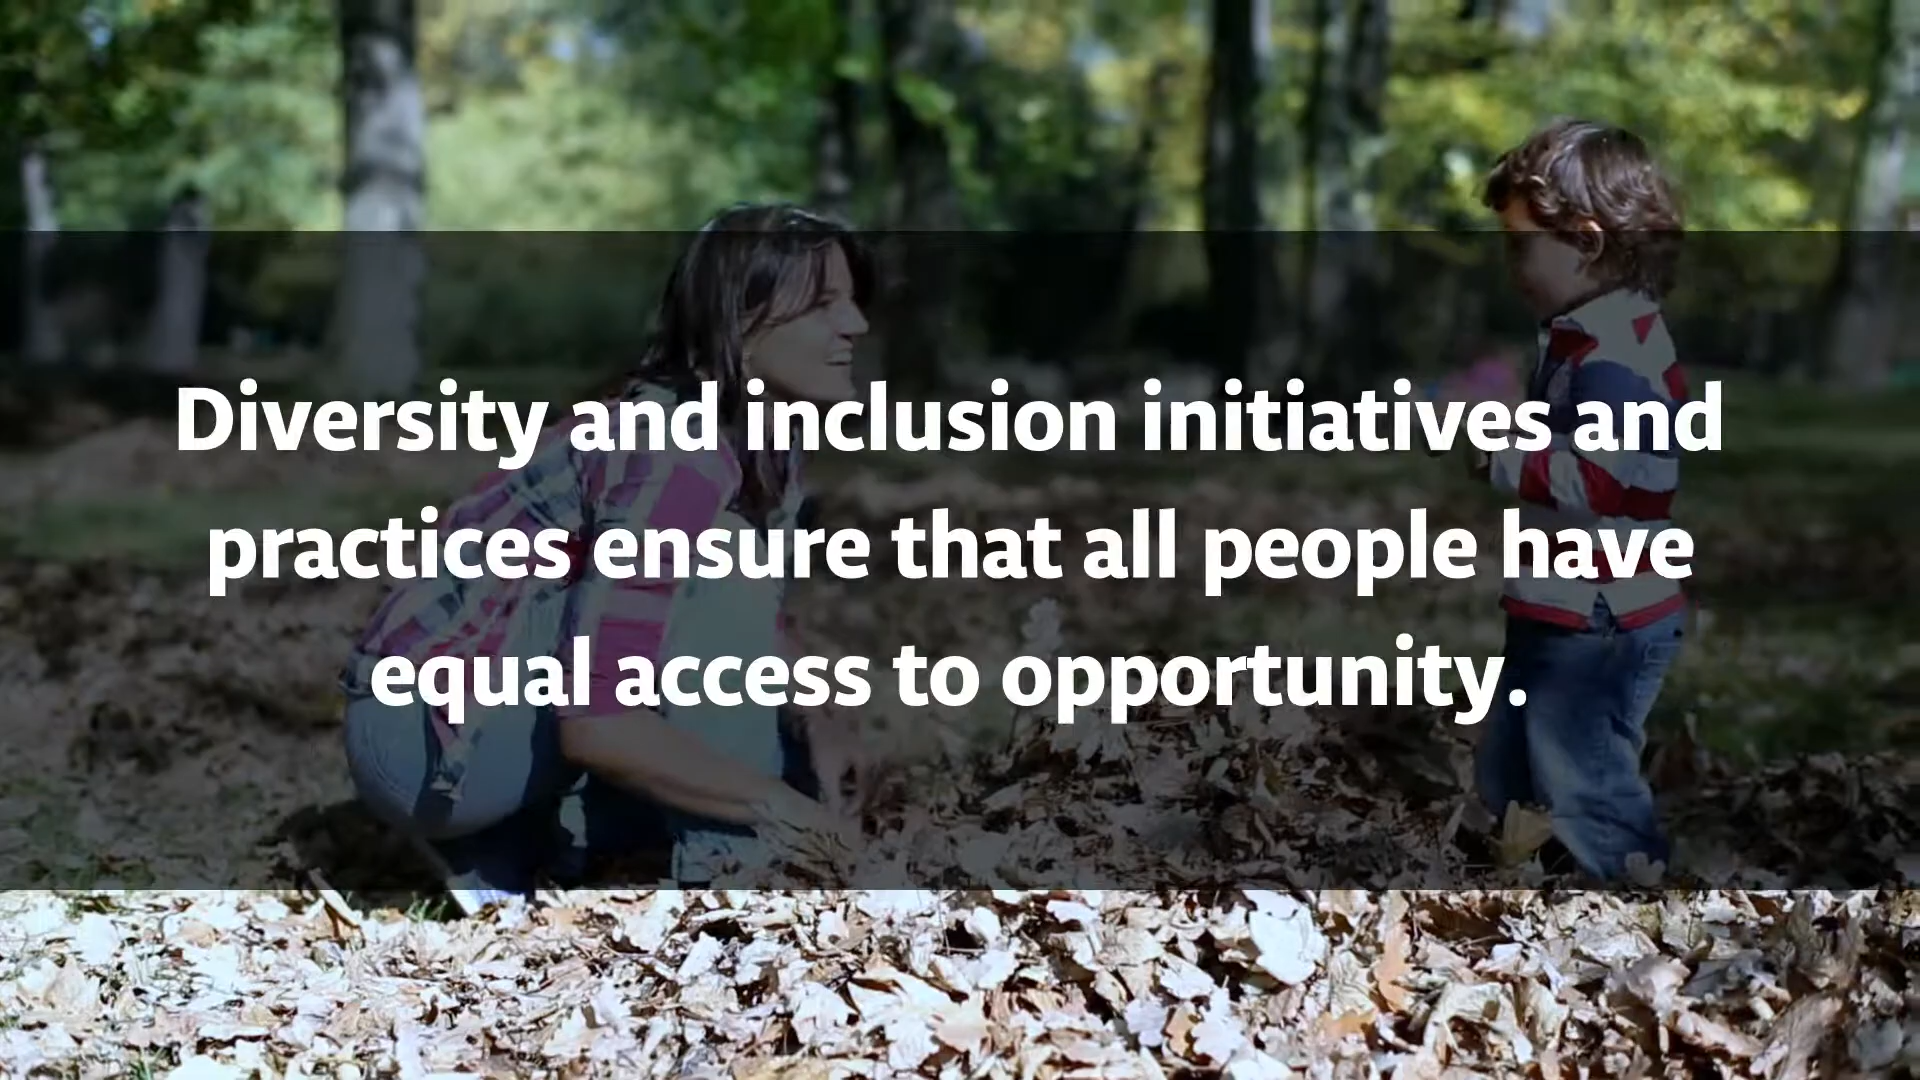 Diversity and inclusion initiatives and
practices ensure that all people have
equal access to opportunity.